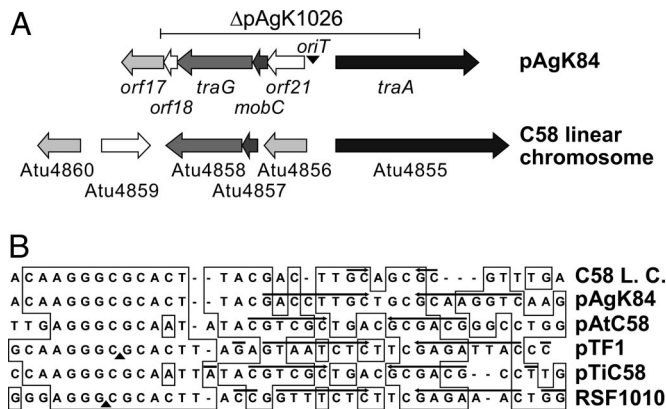 A
ΔpAgK1026
oriT
pAgK84
orf17 traG orf21 traA
orf18 mobC
C58 linear
chromosome
Atu4860 Atu4858 Atu4856 Atu4855
Atu4859 Atu4857
B
ACAAGGGCGCACT--TACGAC-TTGCAGCGC---GTTTGA C58 L. C.
ACAAGGGCGCACT--TACGACCTTGCTGCGCAAGGTCAAG pAgK84
TTGAGGGCGCAAT-ATACGTCGCTGACGCGACGGGCCTGG pAtC58
GCAAGGGCGCACTT-AGAGTAATCTCTTCGAGATTACCC pTF1
CCAAGGGCGCAATTATACGTCGCTGACGCGACG-CCTTG pTiC58
GGGAGGGCGCACTT-ACCGGTTTCTCTTCGAGAA-ACTGG RSF1010